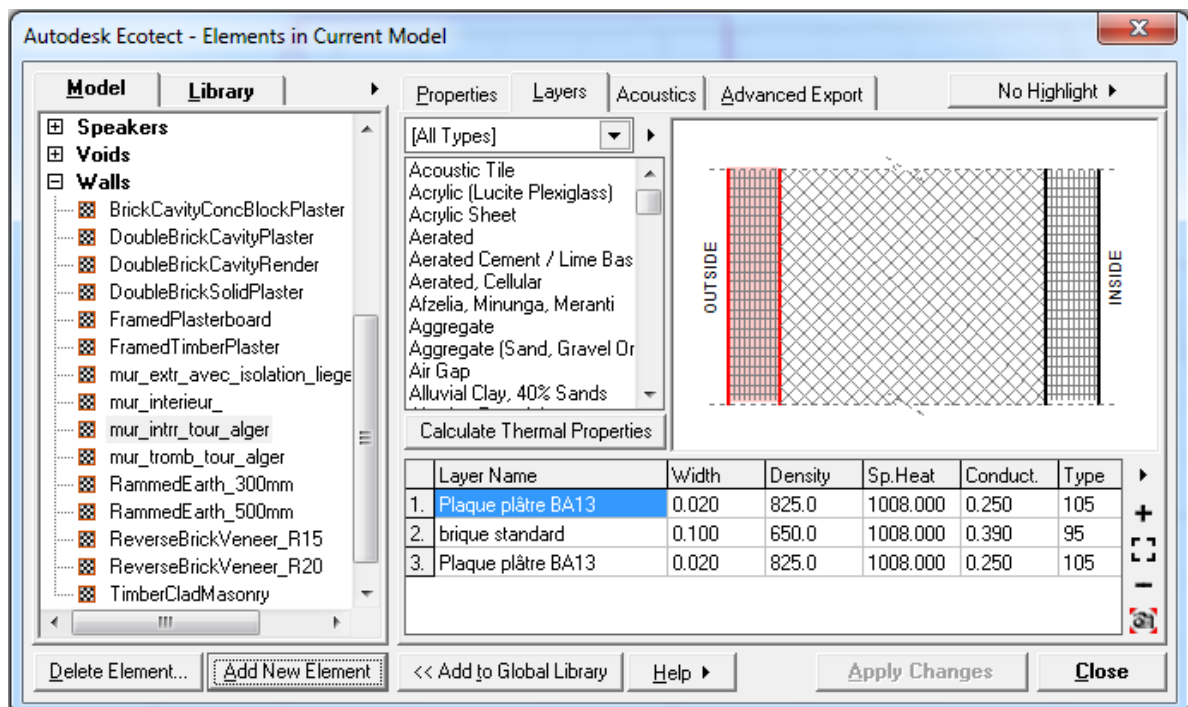 Autodesk Ecotect - Elements in Current Model
Model Library
Speakers
Voids
Walls
BrickCavityConcBlockPlaster
DoubleBrickCavityPlaster
DoubleBrickCavityRender
DoubleBrickSolidPlaster
FramedPlasterboard
FramedTimberPlaster
mur_extr_avec_isolation_liege
mur_interieur_
mur_intrr_tour_alger
mur_tromb_tour_alger
RammedEarth_300mm
RammedEarth_500mm
ReverseBrickVeneer_R15
ReverseBrickVeneer_R20
TimberCladMasonry
Properties Layers Acoustics Advanced Export No Highlight
[All Types]
Acoustic Tile
Acrylic (Lucite Plexiglass)
Acrylic Sheet
Aerated
Aerated Cement / Lime Bas
Aerated, Cellular
Afzelia, Minunga, Meranti
Aggregate
Aggregate (Sand, Gravel Or
Air Gap
Alluvial Clay, 40% Sands
Calculate Thermal Properties
OUTSIDE
INSIDE
Layer Name Width Density Sp.Heat Conduct. Type
1. Plaque plâtre BA13 0.020 825.0 1008.000 0.250 105
2. brique standard 0.100 650.0 1008.000 0.390 95
3. Plaque plâtre BA13 0.020 825.0 1008.000 0.250 105
Delete Element... Add New Element << Add to Global Library Help Apply Changes Close